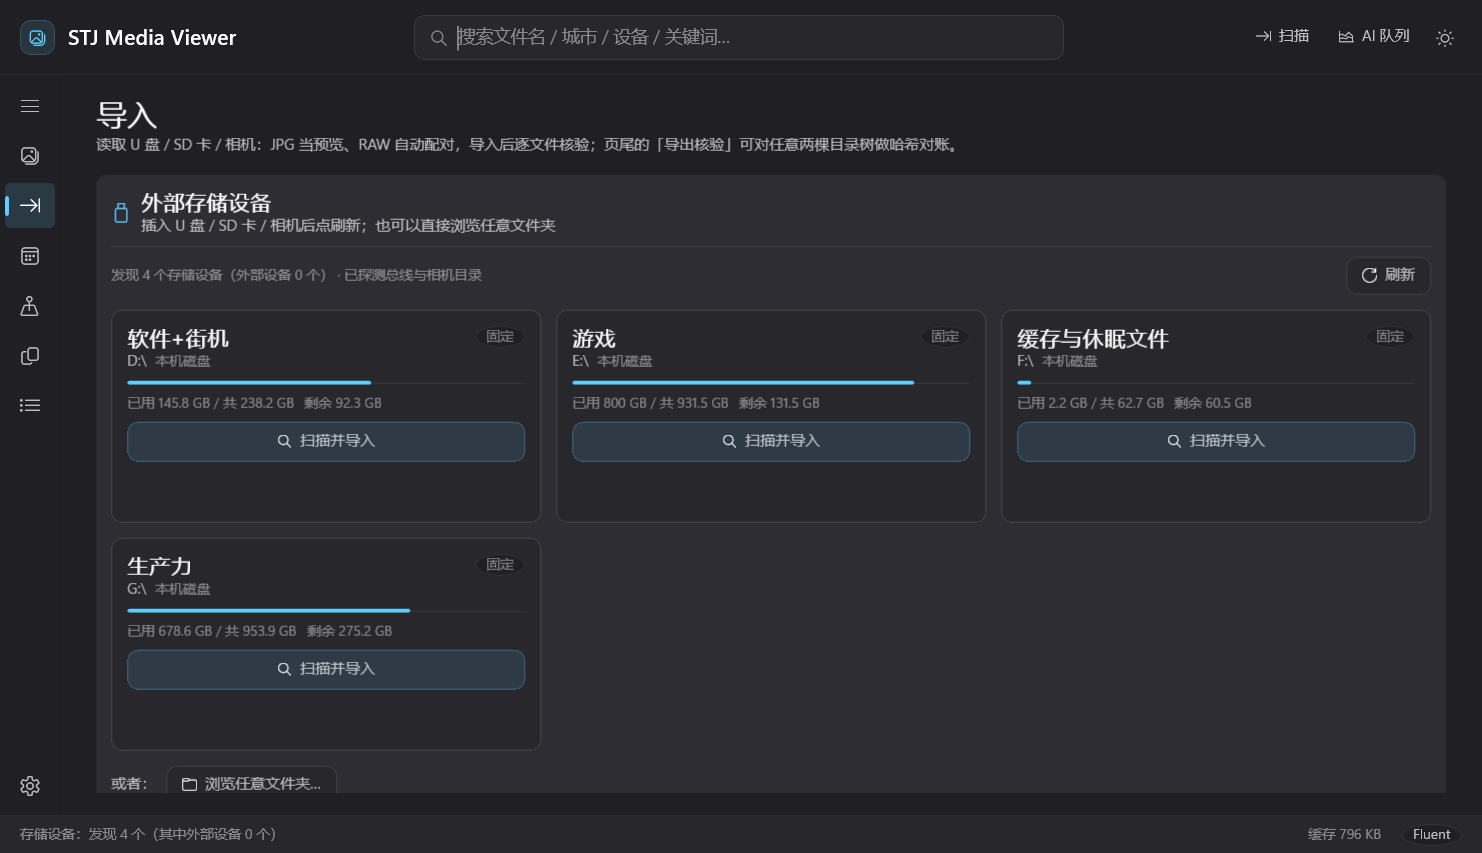 STJ Media Viewer
搜索文件名 / 城市 / 设备 / 关键词...
扫描
AI 队列
导入
读取 U 盘 / SD 卡 / 相机：JPG 当预览、RAW 自动配对，导入后逐文件核验；页尾的「导出核验」可对任意两棵目录树做哈希对账。
外部存储设备
插入 U 盘 / SD 卡 / 相机后点刷新；也可以直接浏览任意文件夹
发现 4 个存储设备（外部设备 0 个） · 已探测总线与相机目录
刷新
软件+街机
固定
D:\ 本机磁盘
已用 145.8 GB / 共 238.2 GB 剩余 92.3 GB
扫描并导入
游戏
固定
E:\ 本机磁盘
已用 800 GB / 共 931.5 GB 剩余 131.5 GB
扫描并导入
缓存与休眠文件
固定
F:\ 本机磁盘
已用 2.2 GB / 共 62.7 GB 剩余 60.5 GB
扫描并导入
生产力
固定
G:\ 本机磁盘
已用 678.6 GB / 共 953.9 GB 剩余 275.2 GB
扫描并导入
或者：
浏览任意文件夹...
存储设备：发现 4 个（其中外部设备 0 个）
缓存 796 KB
Fluent